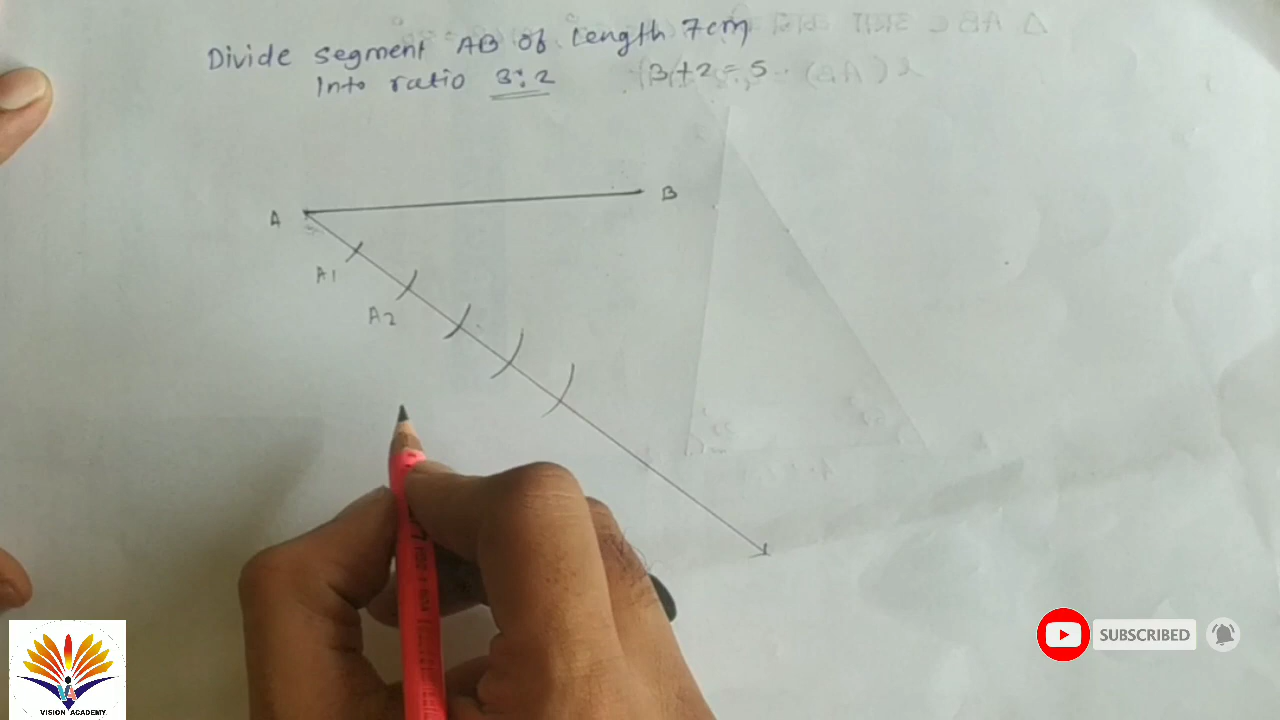 Divide segment AB of length 7cm
Into ratio 3:2 3+2=5
A
B
A1
A2
SUBSCRIBED
VISION ACADEMY